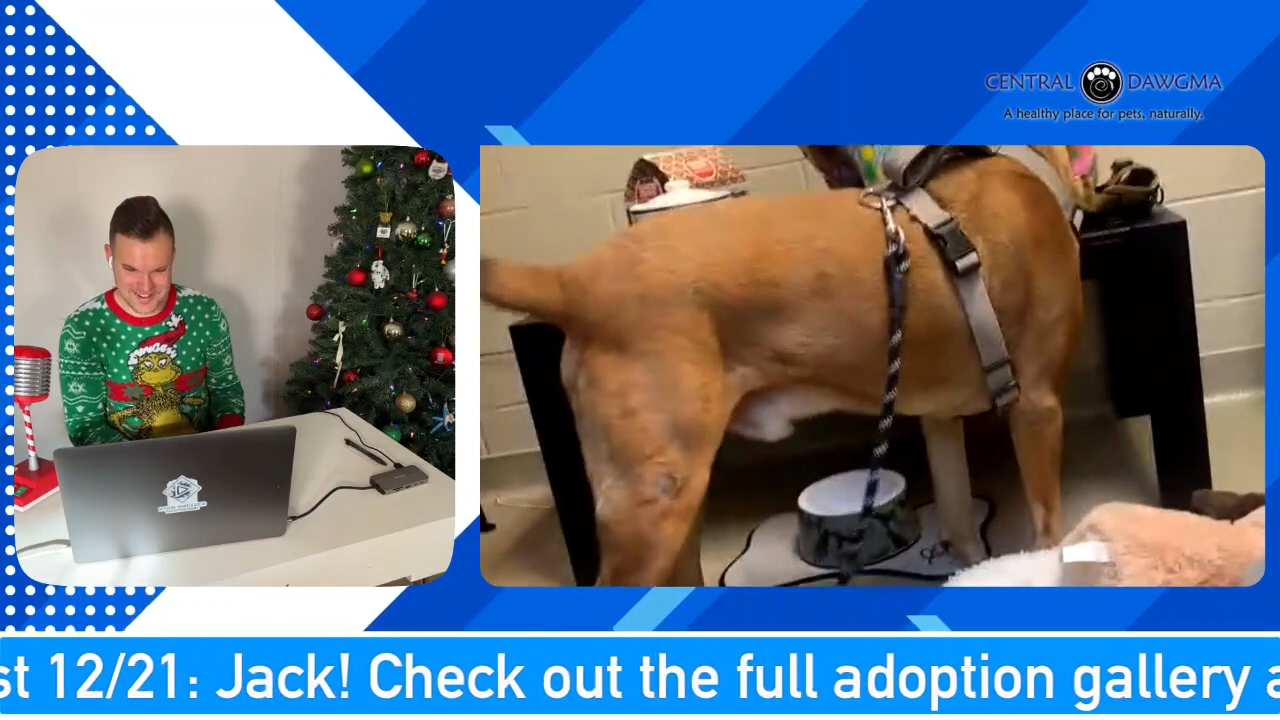 CENTRAL DAWGMA
A healthy place for pets, naturally.
st 12/21: Jack! Check out the full adoption gallery a